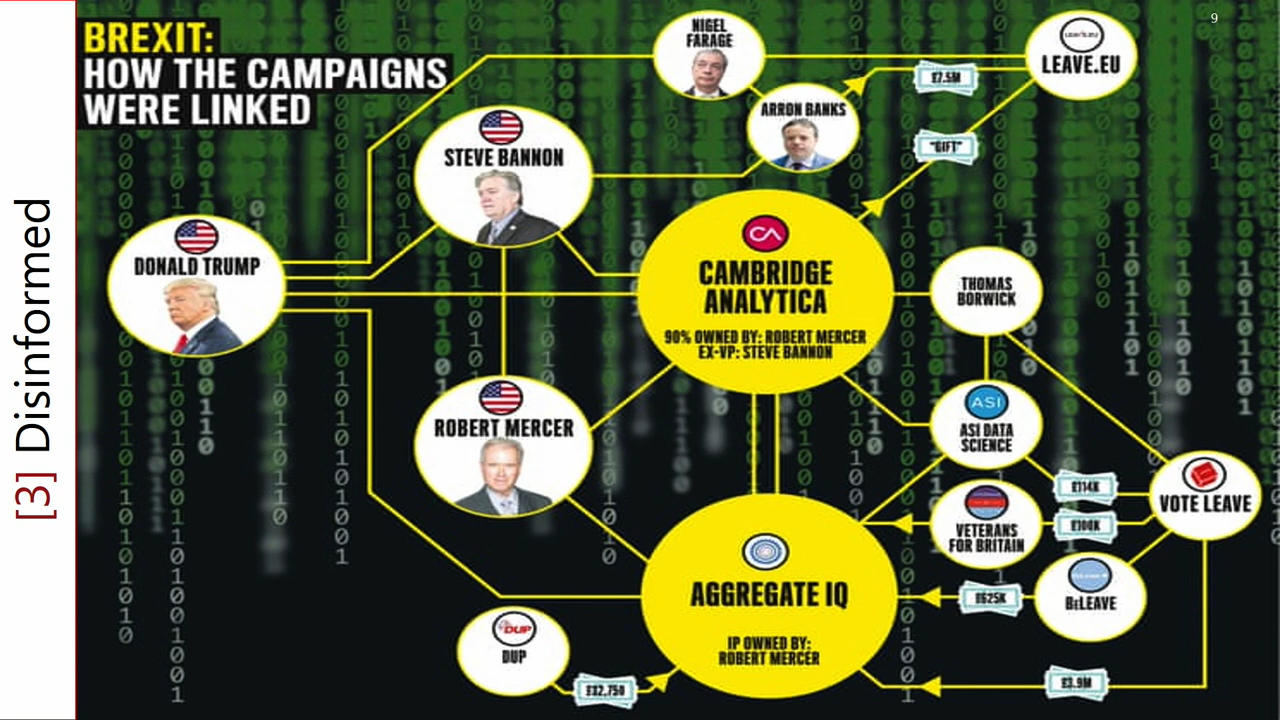 9
[3] Disinformed
BREXIT:
HOW THE CAMPAIGNS
WERE LINKED
NIGEL
FARAGE
LEAVE.EU
£7.5M
ARRON BANKS
"GIFT"
STEVE BANNON
DONALD TRUMP
CA
CAMBRIDGE
ANALYTICA
90% OWNED BY: ROBERT MERCER
EX-VP: STEVE BANNON
THOMAS
BORWICK
ROBERT MERCER
ASI
ASI DATA
SCIENCE
£114K
VOTE LEAVE
VETERANS
FOR BRITAIN
£100K
AGGREGATE IQ
IP OWNED BY:
ROBERT MERCER
£625K
BeLEAVE
DUP
DUP
£32,750
£3.9M